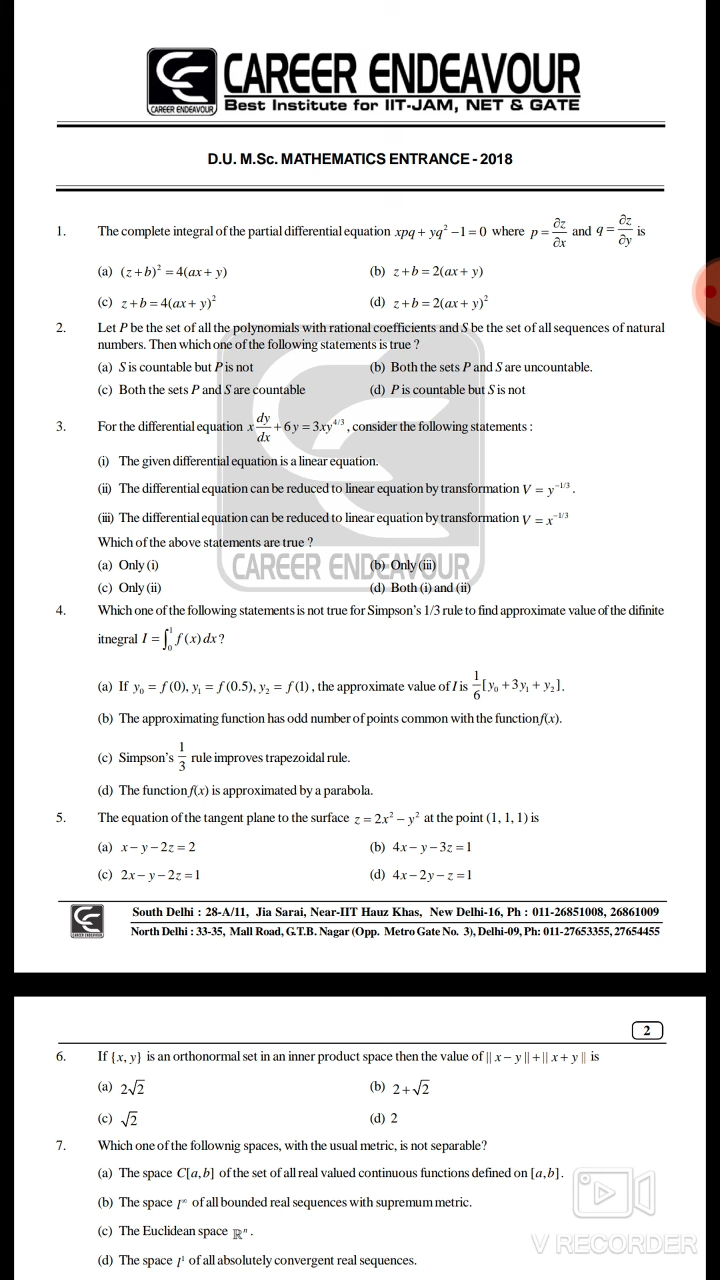 CAREER ENDEAVOUR
CAREER ENDEAVOUR
Best Institute for IIT-JAM, NET & GATE
D.U. M.Sc. MATHEMATICS ENTRANCE - 2018
1. The complete integral of the partial differential equation xpq + yq² −1 = 0 where p = ∂z/∂x and q = ∂z/∂y is
(a) (z + b)² = 4(ax + y) (b) z + b = 2(ax + y)
(c) z + b = 4(ax + y)² (d) z + b = 2(ax + y)²
2. Let P be the set of all the polynomials with rational coefficients and S be the set of all sequences of natural
numbers. Then which one of the following statements is true ?
(a) S is countable but P is not (b) Both the sets P and S are uncountable.
(c) Both the sets P and S are countable (d) P is countable but S is not
3. For the differential equation x dy/dx + 6y = 3xy^{4/3}, consider the following statements :
(i) The given differential equation is a linear equation.
(ii) The differential equation can be reduced to linear equation by transformation V = y^{−1/3}.
(iii) The differential equation can be reduced to linear equation by transformation V = x^{−1/3}
Which of the above statements are true ?
CAREER ENDEAVOUR
(a) Only (i) (b) Only (iii)
(c) Only (ii) (d) Both (i) and (ii)
4. Which one of the following statements is not true for Simpson's 1/3 rule to find approximate value of the difinite
itnegral I = ∫₀¹ f(x) dx ?
(a) If y₀ = f(0), y₁ = f(0.5), y₂ = f(1), the approximate value of I is 1/6 [y₀ + 3y₁ + y₂].
(b) The approximating function has odd number of points common with the function f(x).
(c) Simpson's 1/3 rule improves trapezoidal rule.
(d) The function f(x) is approximated by a parabola.
5. The equation of the tangent plane to the surface z = 2x² − y² at the point (1, 1, 1) is
(a) x − y − 2z = 2 (b) 4x − y − 3z = 1
(c) 2x − y − 2z = 1 (d) 4x − 2y − z = 1
CAREER ENDEAVOUR
South Delhi : 28-A/11, Jia Sarai, Near-IIT Hauz Khas, New Delhi-16, Ph : 011-26851008, 26861009
North Delhi : 33-35, Mall Road, G.T.B. Nagar (Opp. Metro Gate No. 3), Delhi-09, Ph: 011-27653355, 27654455
2
6. If {x, y} is an orthonormal set in an inner product space then the value of || x − y || + || x + y || is
(a) 2√2 (b) 2 + √2
(c) √2 (d) 2
7. Which one of the follownig spaces, with the usual metric, is not separable?
(a) The space C[a,b] of the set of all real valued continuous functions defined on [a,b].
(b) The space l^∞ of all bounded real sequences with supremum metric.
(c) The Euclidean space ℝⁿ.
(d) The space l¹ of all absolutely convergent real sequences.
V RECORDER